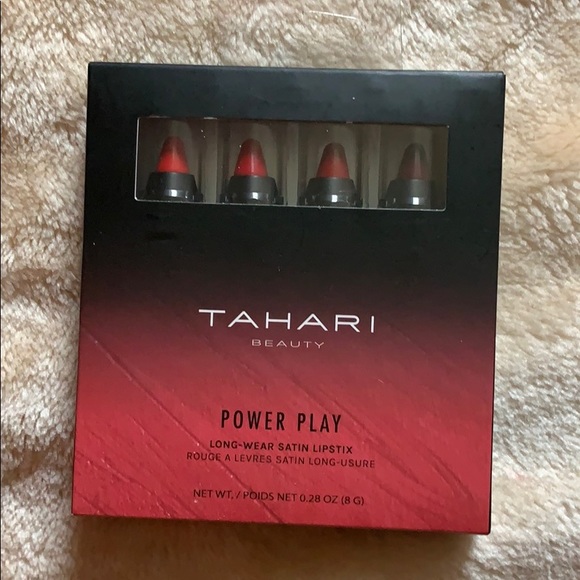 TAHARI
BEAUTY
POWER PLAY
LONG-WEAR SATIN LIPSTIX
ROUGE A LEVRES SATIN LONG-USURE
NET WT. / POIDS NET 0.28 OZ (8 G)